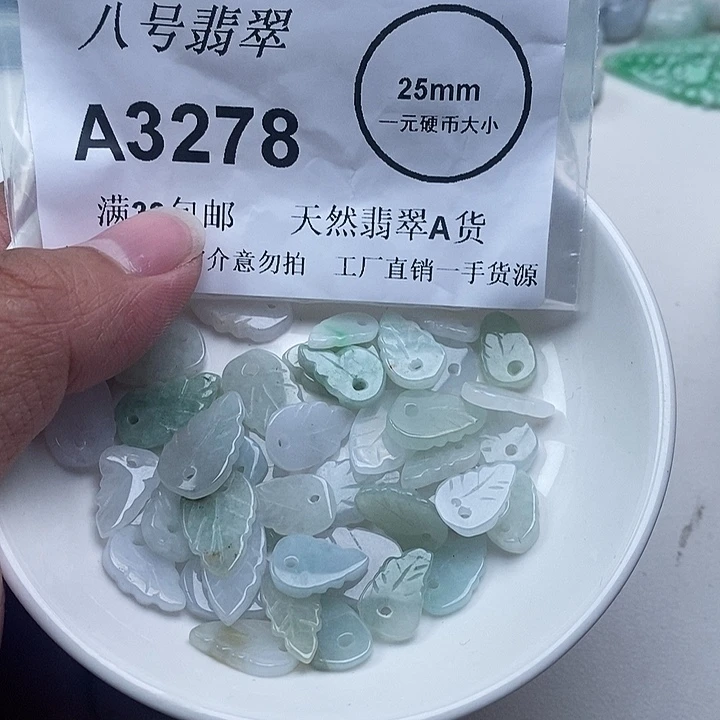 八号翡翠
25mm
一元硬币大小
A3278
满 包邮 天然翡翠A货
介意勿拍 工厂直销一手货源